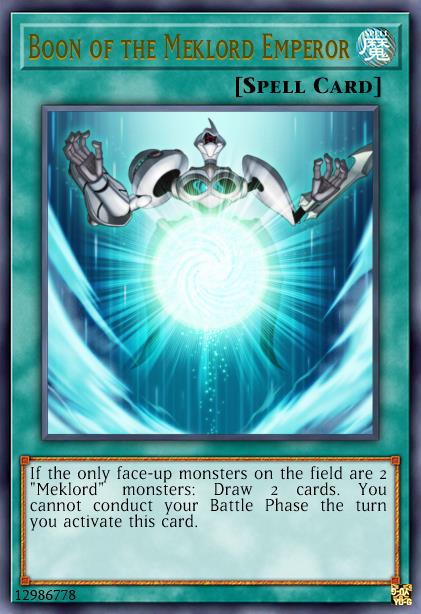 Boon of the Meklord Emperor
SPELL
魔
[Spell Card]
If the only face-up monsters on the field are 2
"Meklord" monsters: Draw 2 cards. You
cannot conduct your Battle Phase the turn
you activate this card.
12986778